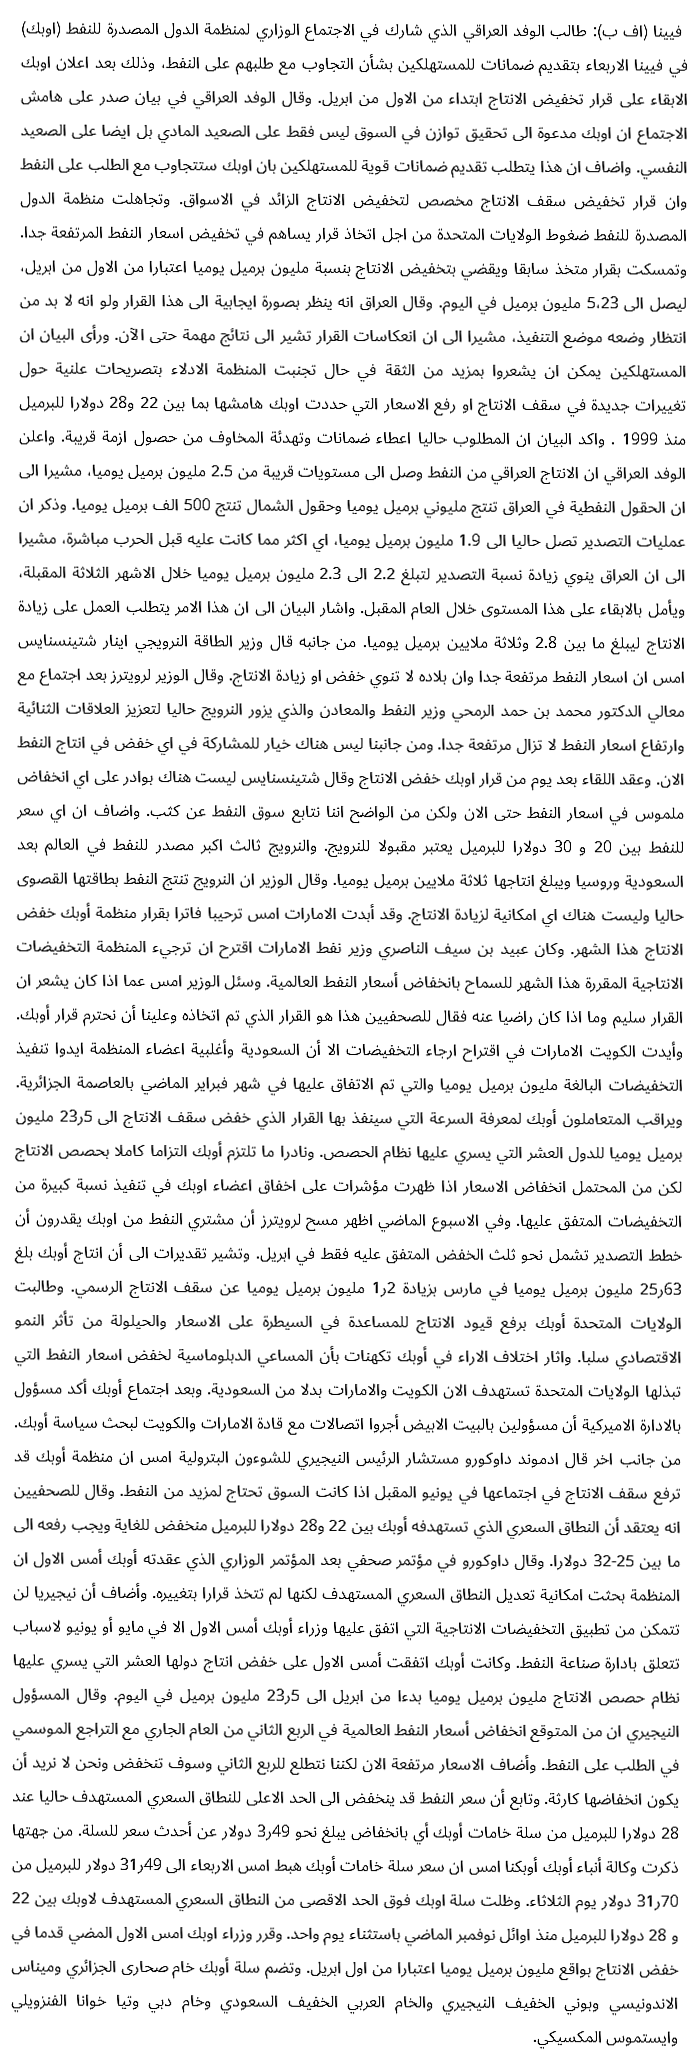 فيينا (اف ب): طالب الوفد العراقي الذي شارك في الاجتماع الوزاري لمنظمة الدول المصدرة للنفط (اوبك)
في فيينا الاربعاء بتقديم ضمانات للمستهلكين بشأن التجاوب مع طلبهم على النفط، وذلك بعد اعلان اوبك
الابقاء على قرار تخفيض الانتاج ابتداء من الاول من ابريل. وقال الوفد العراقي في بيان صدر على هامش
الاجتماع ان اوبك مدعوة الى تحقيق توازن في السوق ليس فقط على الصعيد المادي بل ايضا على الصعيد
النفسي. واضاف ان هذا يتطلب تقديم ضمانات قوية للمستهلكين بان اوبك ستتجاوب مع الطلب على النفط
وان قرار تخفيض سقف الانتاج مخصص لتخفيض الانتاج الزائد في الاسواق. وتجاهلت منظمة الدول
المصدرة للنفط ضغوط الولايات المتحدة من اجل اتخاذ قرار يساهم في تخفيض اسعار النفط المرتفعة جدا.
وتمسكت بقرار متخذ سابقا ويقضي بتخفيض الانتاج بنسبة مليون برميل يوميا اعتبارا من الاول من ابريل،
ليصل الى 5،23 مليون برميل في اليوم. وقال العراق انه ينظر بصورة ايجابية الى هذا القرار ولو انه لا بد من
انتظار وضعه موضع التنفيذ، مشيرا الى ان انعكاسات القرار تشير الى نتائج مهمة حتى الآن. ورأى البيان ان
المستهلكين يمكن ان يشعروا بمزيد من الثقة في حال تجنبت المنظمة الادلاء بتصريحات علنية حول
تغييرات جديدة في سقف الانتاج او رفع الاسعار التي حددت اوبك هامشها بما بين 22 و28 دولارا للبرميل
منذ 1999 . واكد البيان ان المطلوب حاليا اعطاء ضمانات وتهدئة المخاوف من حصول ازمة قريبة. واعلن
الوفد العراقي ان الانتاج العراقي من النفط وصل الى مستويات قريبة من 2.5 مليون برميل يوميا، مشيرا الى
ان الحقول النفطية في العراق تنتج مليوني برميل يوميا وحقول الشمال تنتج 500 الف برميل يوميا. وذكر ان
عمليات التصدير تصل حاليا الى 1.9 مليون برميل يوميا، اي اكثر مما كانت عليه قبل الحرب مباشرة، مشيرا
الى ان العراق ينوي زيادة نسبة التصدير لتبلغ 2.2 الى 2.3 مليون برميل يوميا خلال الاشهر الثلاثة المقبلة،
ويأمل بالابقاء على هذا المستوى خلال العام المقبل. واشار البيان الى ان هذا الامر يتطلب العمل على زيادة
الانتاج ليبلغ ما بين 2.8 وثلاثة ملايين برميل يوميا. من جانبه قال وزير الطاقة النرويجي اينار شتينسنايس
امس ان اسعار النفط مرتفعة جدا وان بلاده لا تنوي خفض او زيادة الانتاج. وقال الوزير لرويترز بعد اجتماع مع
معالي الدكتور محمد بن حمد الرمحي وزير النفط والمعادن والذي يزور النرويج حاليا لتعزيز العلاقات الثنائية
وارتفاع اسعار النفط لا تزال مرتفعة جدا. ومن جانبنا ليس هناك خيار للمشاركة في اي خفض في انتاج النفط
الان. وعقد اللقاء بعد يوم من قرار اوبك خفض الانتاج وقال شتينسنايس ليست هناك بوادر على اي انخفاض
ملموس في اسعار النفط حتى الان ولكن من الواضح اننا نتابع سوق النفط عن كثب. واضاف ان اي سعر
للنفط بين 20 و 30 دولارا للبرميل يعتبر مقبولا للنرويج. والنرويج ثالث اكبر مصدر للنفط في العالم بعد
السعودية وروسيا ويبلغ انتاجها ثلاثة ملايين برميل يوميا. وقال الوزير ان النرويج تنتج النفط بطاقتها القصوى
حاليا وليست هناك اي امكانية لزيادة الانتاج. وقد أبدت الامارات امس ترحيبا فاترا بقرار منظمة أوبك خفض
الانتاج هذا الشهر. وكان عبيد بن سيف الناصري وزير نفط الامارات اقترح ان ترجيء المنظمة التخفيضات
الانتاجية المقررة هذا الشهر للسماح بانخفاض أسعار النفط العالمية. وسئل الوزير امس عما اذا كان يشعر ان
القرار سليم وما اذا كان راضيا عنه فقال للصحفيين هذا هو القرار الذي تم اتخاذه وعلينا أن نحترم قرار أوبك.
وأيدت الكويت الامارات في اقتراح ارجاء التخفيضات الا أن السعودية وأغلبية اعضاء المنظمة ايدوا تنفيذ
التخفيضات البالغة مليون برميل يوميا والتي تم الاتفاق عليها في شهر فبراير الماضي بالعاصمة الجزائرية.
ويراقب المتعاملون أوبك لمعرفة السرعة التي سينفذ بها القرار الذي خفض سقف الانتاج الى 5ر23 مليون
برميل يوميا للدول العشر التي يسري عليها نظام الحصص. ونادرا ما تلتزم أوبك التزاما كاملا بحصص الانتاج
لكن من المحتمل انخفاض الاسعار اذا ظهرت مؤشرات على اخفاق اعضاء اوبك في تنفيذ نسبة كبيرة من
التخفيضات المتفق عليها. وفي الاسبوع الماضي اظهر مسح لرويترز أن مشتري النفط من اوبك يقدرون أن
خطط التصدير تشمل نحو ثلث الخفض المتفق عليه فقط في ابريل. وتشير تقديرات الى أن انتاج أوبك بلغ
63ر25 مليون برميل يوميا في مارس بزيادة 2ر1 مليون برميل يوميا عن سقف الانتاج الرسمي. وطالبت
الولايات المتحدة أوبك برفع قيود الانتاج للمساعدة في السيطرة على الاسعار والحيلولة من تأثر النمو
الاقتصادي سلبا. واثار اختلاف الاراء في أوبك تكهنات بأن المساعي الدبلوماسية لخفض اسعار النفط التي
تبذلها الولايات المتحدة تستهدف الان الكويت والامارات بدلا من السعودية. وبعد اجتماع أوبك أكد مسؤول
بالادارة الاميركية أن مسؤولين بالبيت الابيض أجروا اتصالات مع قادة الامارات والكويت لبحث سياسة أوبك.
من جانب اخر قال ادموند داوكورو مستشار الرئيس النيجيري للشوءون البترولية امس ان منظمة أوبك قد
ترفع سقف الانتاج في اجتماعها في يونيو المقبل اذا كانت السوق تحتاج لمزيد من النفط. وقال للصحفيين
انه يعتقد أن النطاق السعري الذي تستهدفه أوبك بين 22 و28 دولارا للبرميل منخفض للغاية ويجب رفعه الى
ما بين 25-32 دولارا. وقال داوكورو في مؤتمر صحفي بعد المؤتمر الوزاري الذي عقدته أوبك أمس الاول ان
المنظمة بحثت امكانية تعديل النطاق السعري المستهدف لكنها لم تتخذ قرارا بتغييره. وأضاف أن نيجيريا لن
تتمكن من تطبيق التخفيضات الانتاجية التي اتفق عليها وزراء أوبك أمس الاول الا في مايو أو يونيو لاسباب
تتعلق بادارة صناعة النفط. وكانت أوبك اتفقت أمس الاول على خفض انتاج دولها العشر التي يسري عليها
نظام حصص الانتاج مليون برميل يوميا بدءا من ابريل الى 5ر23 مليون برميل في اليوم. وقال المسؤول
النيجيري ان من المتوقع انخفاض أسعار النفط العالمية في الربع الثاني من العام الجاري مع التراجع الموسمي
في الطلب على النفط. وأضاف الاسعار مرتفعة الان لكننا نتطلع للربع الثاني وسوف تنخفض ونحن لا نريد أن
يكون انخفاضها كارثة. وتابع أن سعر النفط قد ينخفض الى الحد الاعلى للنطاق السعري المستهدف حاليا عند
28 دولارا للبرميل من سلة خامات أوبك أي بانخفاض يبلغ نحو 49ر3 دولار عن أحدث سعر للسلة. من جهتها
ذكرت وكالة أنباء أوبك أوبكنا امس ان سعر سلة خامات أوبك هبط امس الاربعاء الى 49ر31 دولار للبرميل من
70ر31 دولار يوم الثلاثاء. وظلت سلة اوبك فوق الحد الاقصى من النطاق السعري المستهدف لاوبك بين 22
و 28 دولارا للبرميل منذ اوائل نوفمبر الماضي باستثناء يوم واحد. وقرر وزراء اوبك امس الاول المضي قدما في
خفض الانتاج بواقع مليون برميل يوميا اعتبارا من اول ابريل. وتضم سلة أوبك خام صحارى الجزائري وميناس
الاندونيسي وبوني الخفيف النيجيري والخام العربي الخفيف السعودي وخام دبي وتيا خوانا الفنزويلي
وايستموس المكسيكي.